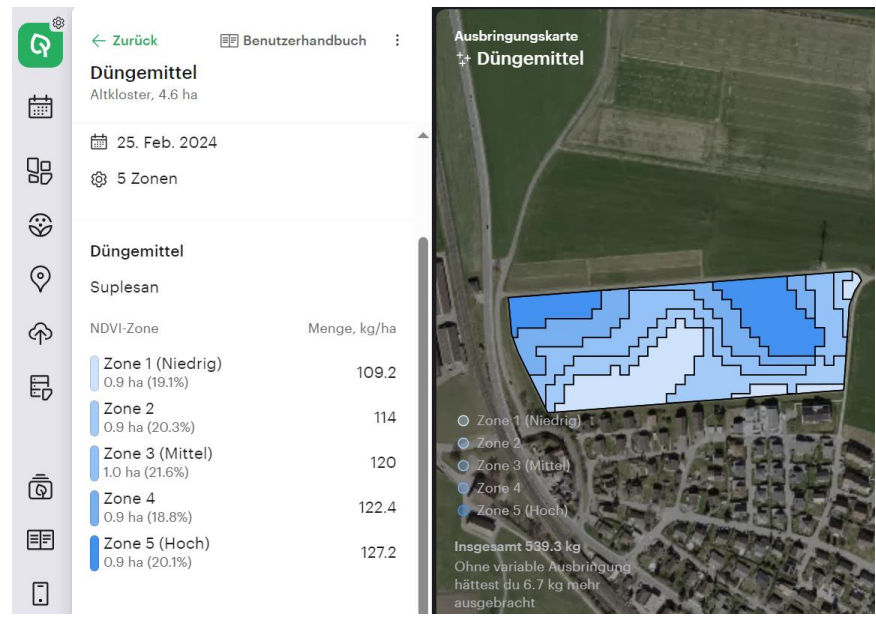 ← Zurück
Benutzerhandbuch
Düngemittel
Altkloster, 4.6 ha
25. Feb. 2024
5 Zonen
Düngemittel
Suplesan
NDVI-Zone Menge, kg/ha
Zone 1 (Niedrig) 109.2
0.9 ha (19.1%)
Zone 2 114
0.9 ha (20.3%)
Zone 3 (Mittel) 120
1.0 ha (21.6%)
Zone 4 122.4
0.9 ha (18.8%)
Zone 5 (Hoch) 127.2
0.9 ha (20.1%)
Ausbringungskarte
Düngemittel
Zone 1 (Niedrig)
Zone 2
Zone 3 (Mittel)
Zone 4
Zone 5 (Hoch)
Insgesamt 539.3 kg
Ohne variable Ausbringung
hättest du 6.7 kg mehr
ausgebracht